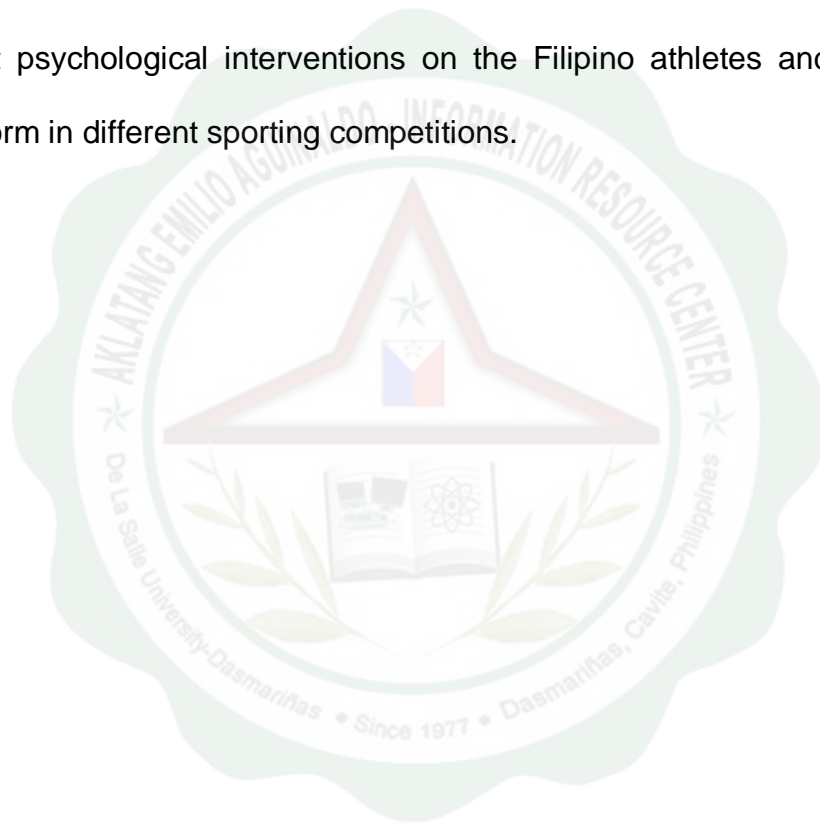 psychological interventions on the Filipino athletes and
in different sporting competitions.
AKLATANG EMILIO AGUINALDO - INFORMATION RESOURCE CENTER
De La Salle University-Dasmariñas • Since 1977 • Dasmariñas, Cavite, Philippines